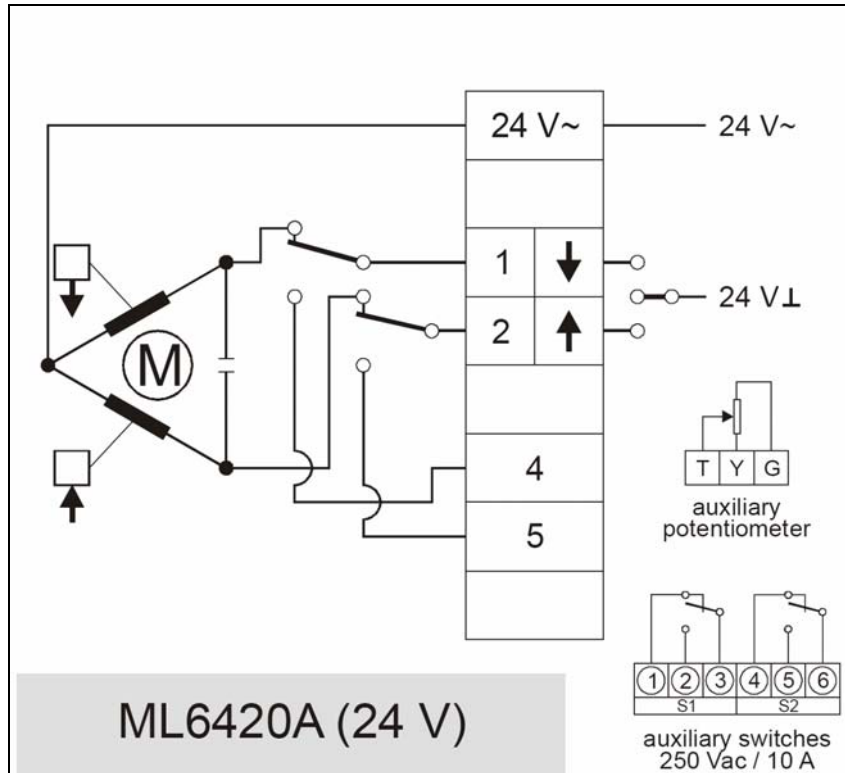 24 V~
24 V~
1
2
24 V⊥
M
4
5
T Y G
auxiliary
potentiometer
1 2 3 4 5 6
S1 S2
auxiliary switches
250 Vac / 10 A
ML6420A (24 V)